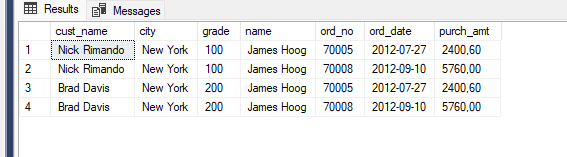 Results Messages
cust_name city grade name ord_no ord_date purch_amt
1 Nick Rimando New York 100 James Hoog 70005 2012-07-27 2400,60
2 Nick Rimando New York 100 James Hoog 70008 2012-09-10 5760,00
3 Brad Davis New York 200 James Hoog 70005 2012-07-27 2400,60
4 Brad Davis New York 200 James Hoog 70008 2012-09-10 5760,00